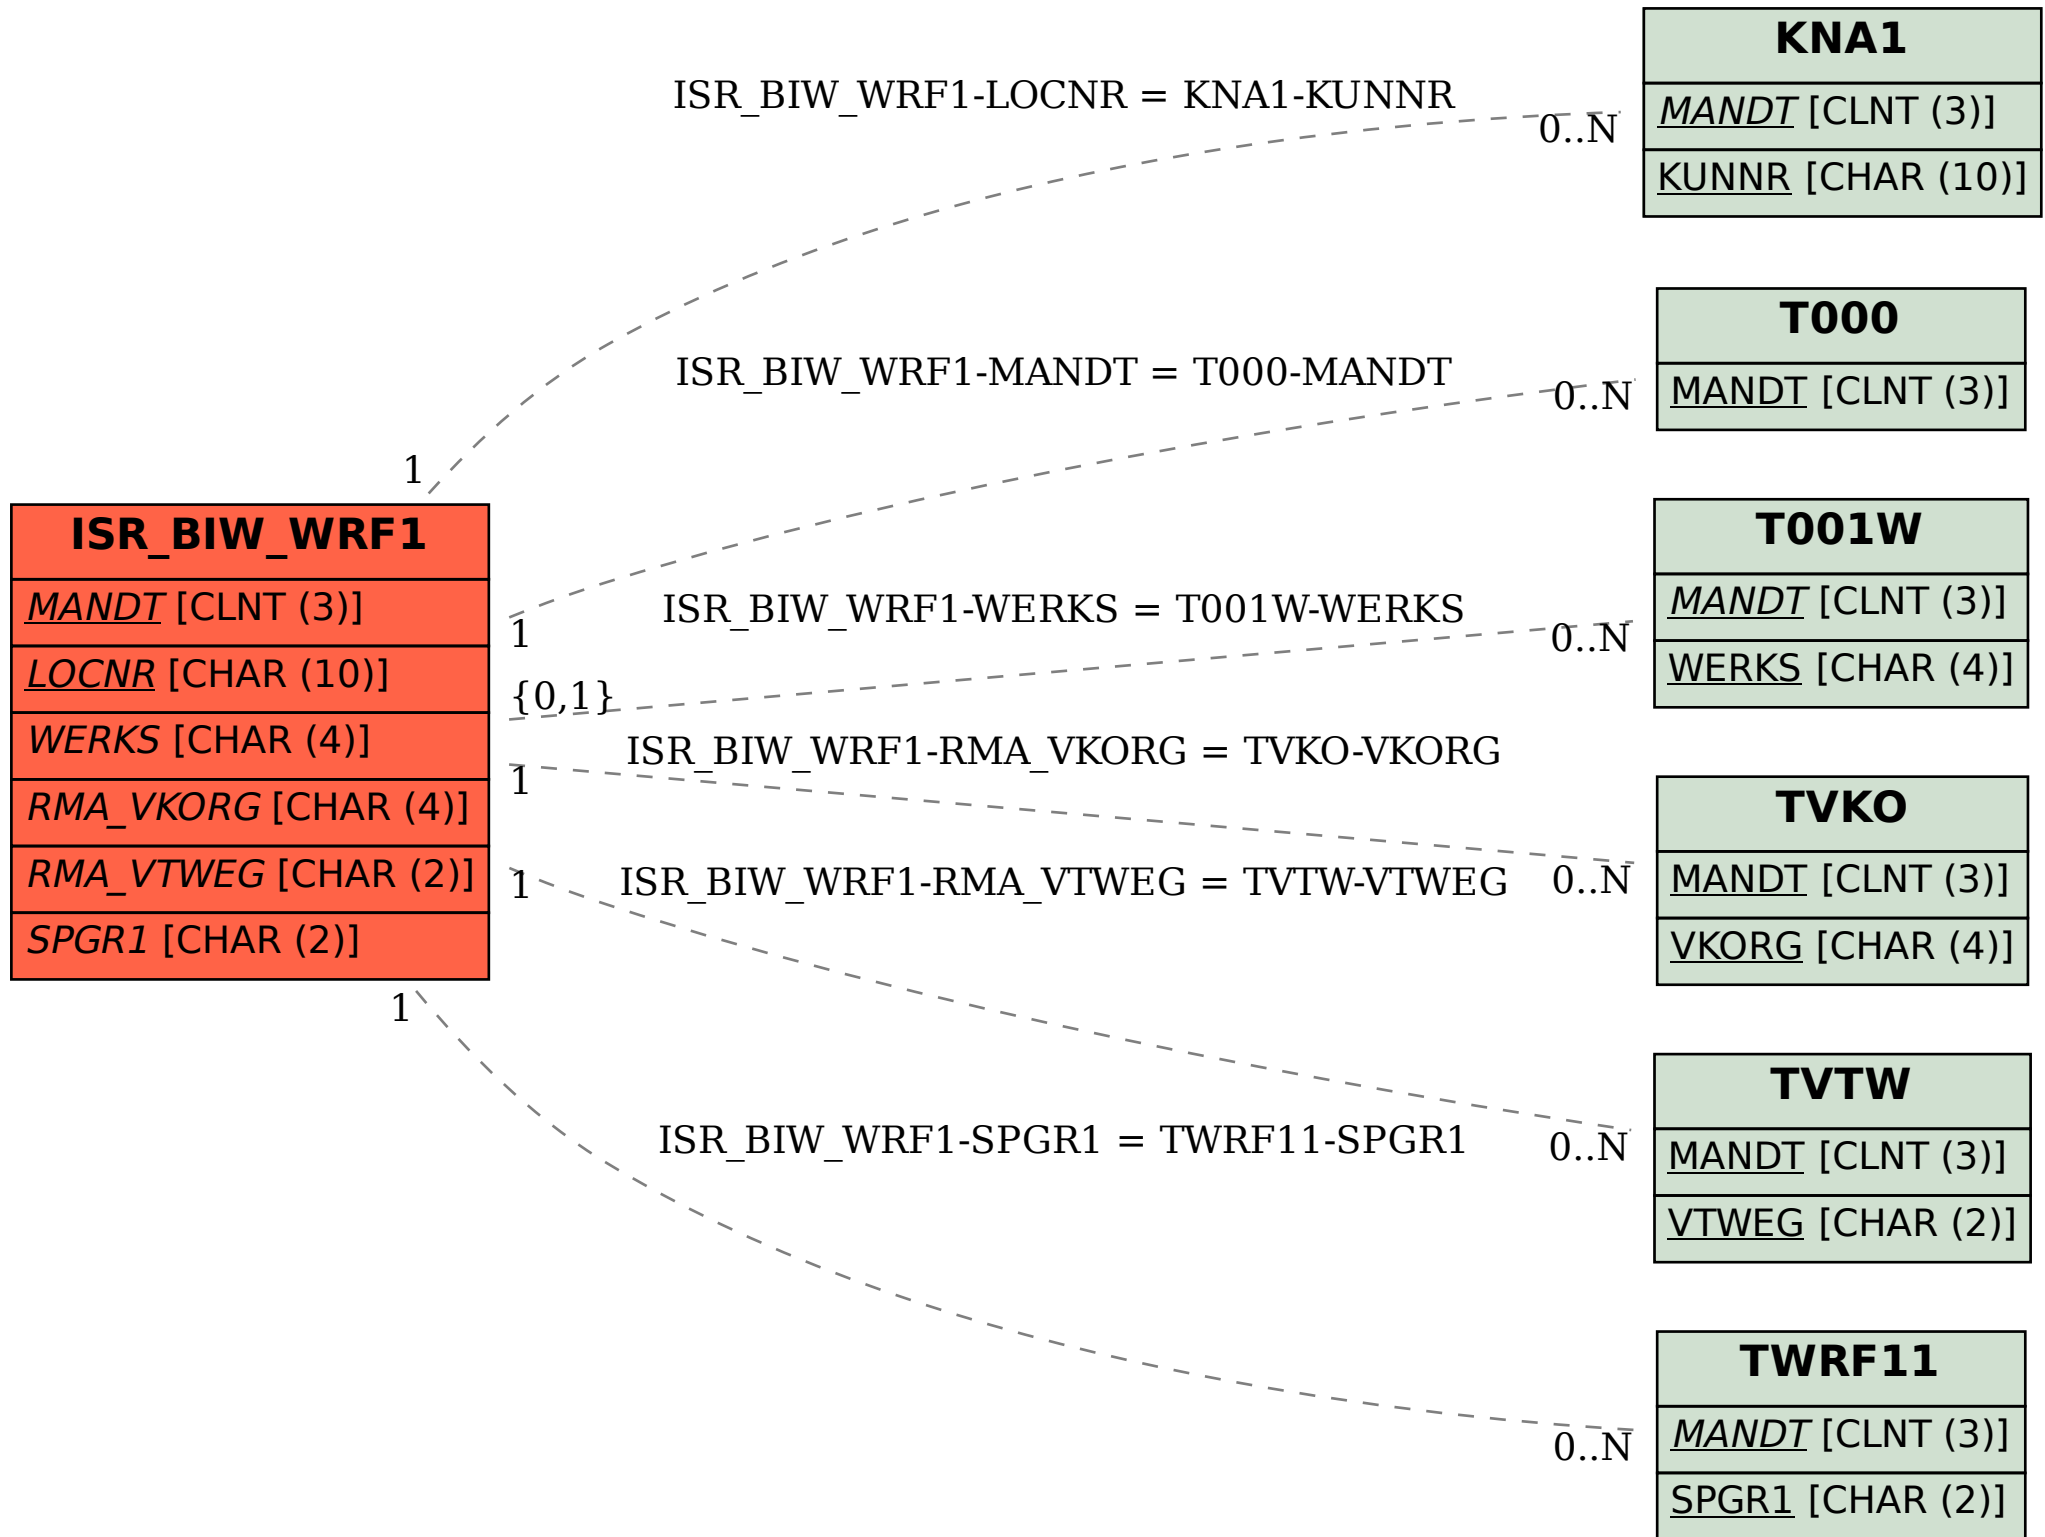 KNA1
MANDT [CLNT (3)]
KUNNR [CHAR (10)]
ISR_BIW_WRF1-LOCNR = KNA1-KUNNR
0..N
1
T000
MANDT [CLNT (3)]
ISR_BIW_WRF1-MANDT = T000-MANDT
0..N
1
ISR_BIW_WRF1
MANDT [CLNT (3)]
LOCNR [CHAR (10)]
WERKS [CHAR (4)]
RMA_VKORG [CHAR (4)]
RMA_VTWEG [CHAR (2)]
SPGR1 [CHAR (2)]
T001W
MANDT [CLNT (3)]
WERKS [CHAR (4)]
ISR_BIW_WRF1-WERKS = T001W-WERKS
0..N
{0,1}
ISR_BIW_WRF1-RMA_VKORG = TVKO-VKORG
1
0..N
TVKO
MANDT [CLNT (3)]
VKORG [CHAR (4)]
ISR_BIW_WRF1-RMA_VTWEG = TVTW-VTWEG
1
0..N
TVTW
MANDT [CLNT (3)]
VTWEG [CHAR (2)]
ISR_BIW_WRF1-SPGR1 = TWRF11-SPGR1
1
0..N
TWRF11
MANDT [CLNT (3)]
SPGR1 [CHAR (2)]